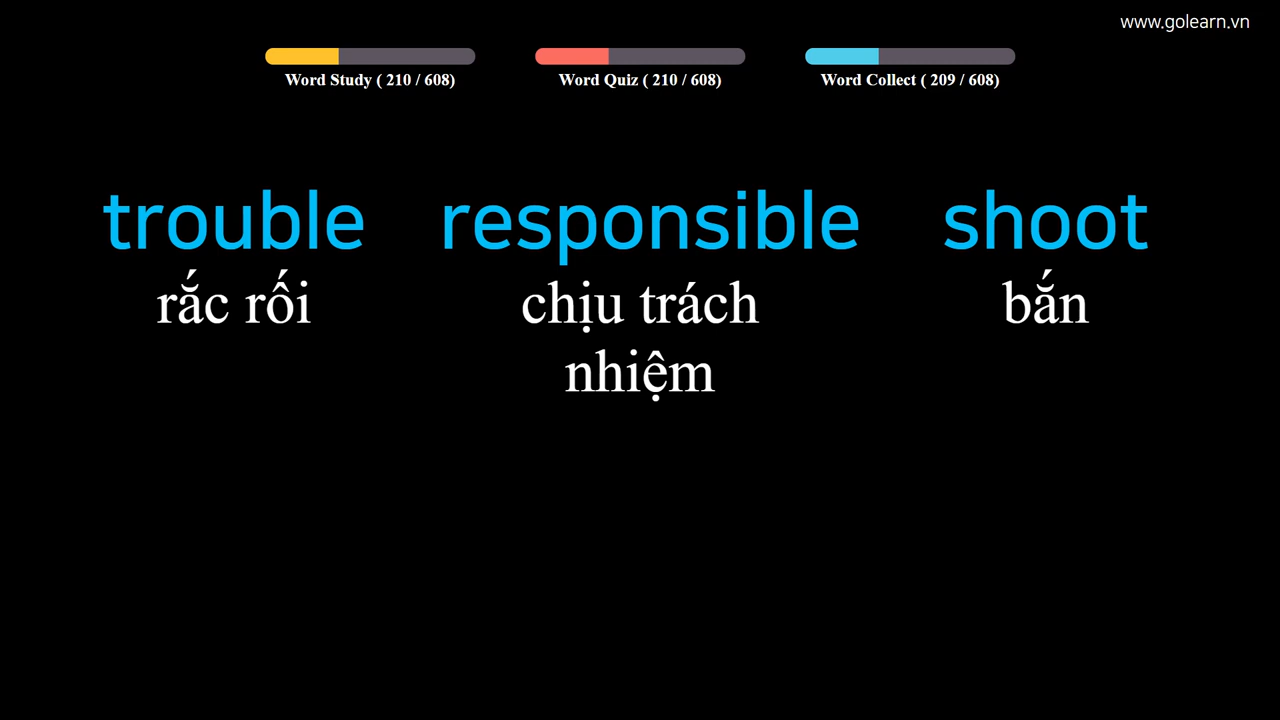 www.golearn.vn
Word Study ( 210 / 608) Word Quiz ( 210 / 608) Word Collect ( 209 / 608)
trouble responsible shoot
rắc rối chịu trách bắn
nhiệm